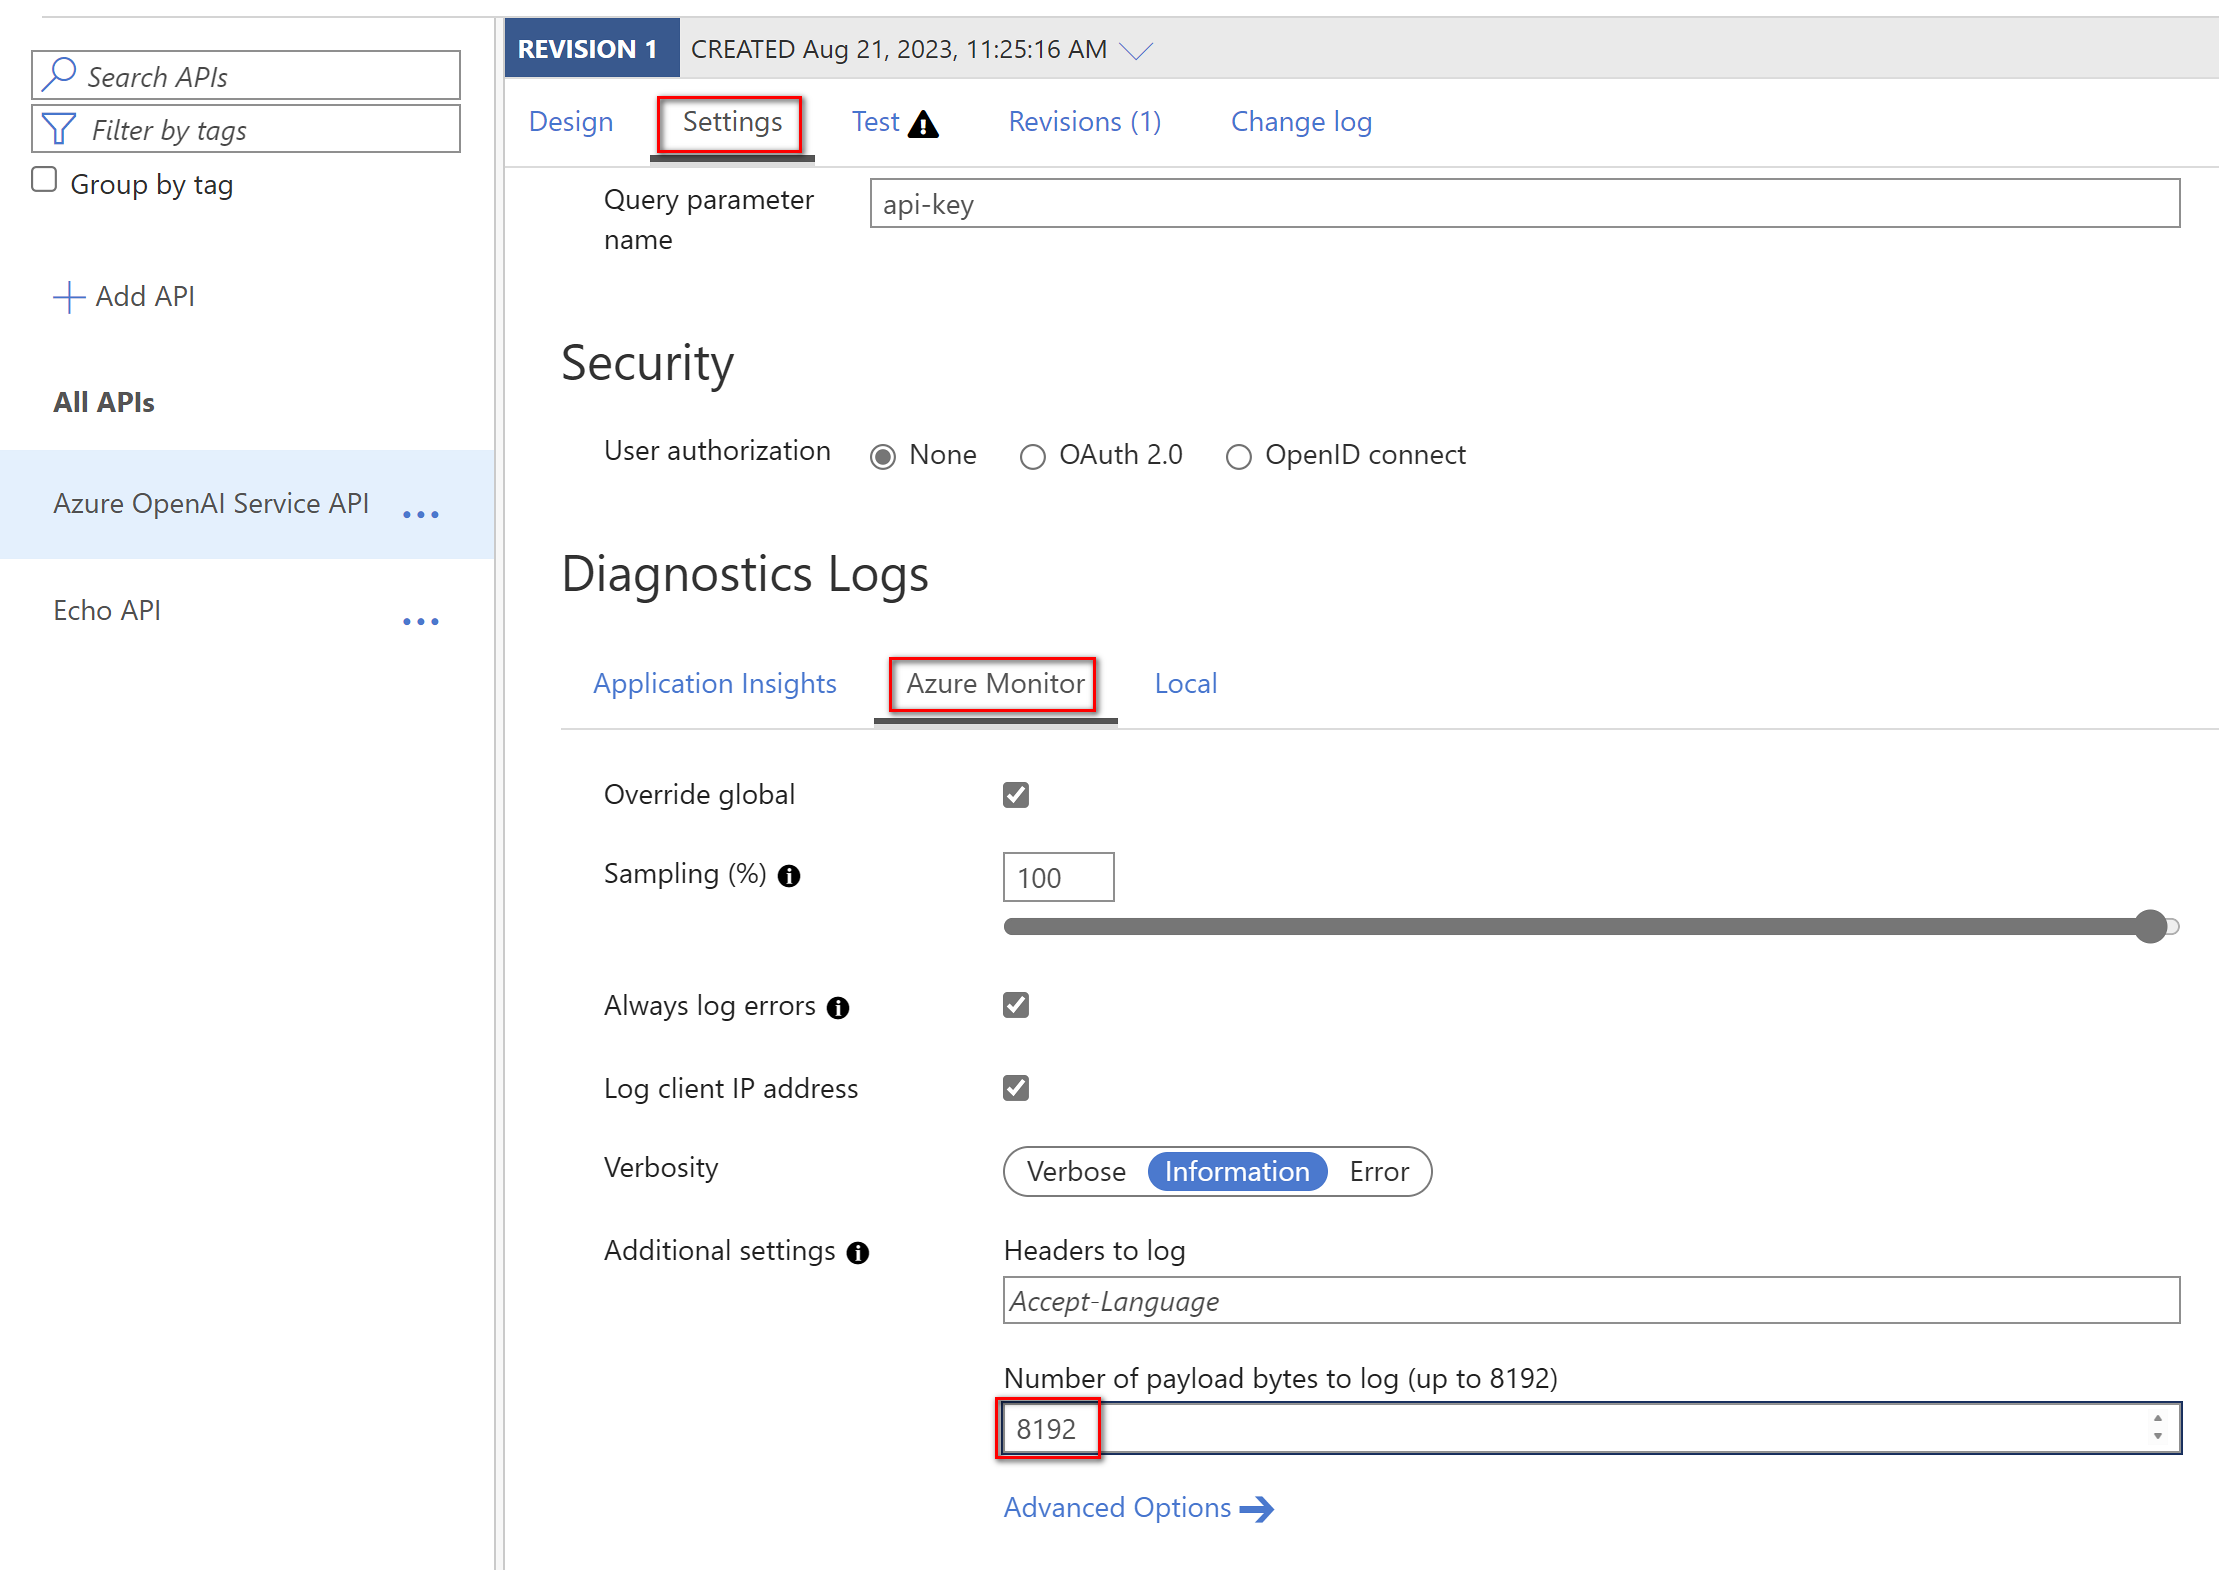 Search APIs
Filter by tags
Group by tag
Add API
All APIs
Azure OpenAI Service API
Echo API
REVISION 1 CREATED Aug 21, 2023, 11:25:16 AM
Design Settings Test Revisions (1) Change log
Query parameter name
api-key
Security
User authorization None OAuth 2.0 OpenID connect
Diagnostics Logs
Application Insights Azure Monitor Local
Override global
Sampling (%) 100
Always log errors
Log client IP address
Verbosity Verbose Information Error
Additional settings Headers to log
Accept-Language
Number of payload bytes to log (up to 8192)
8192
Advanced Options